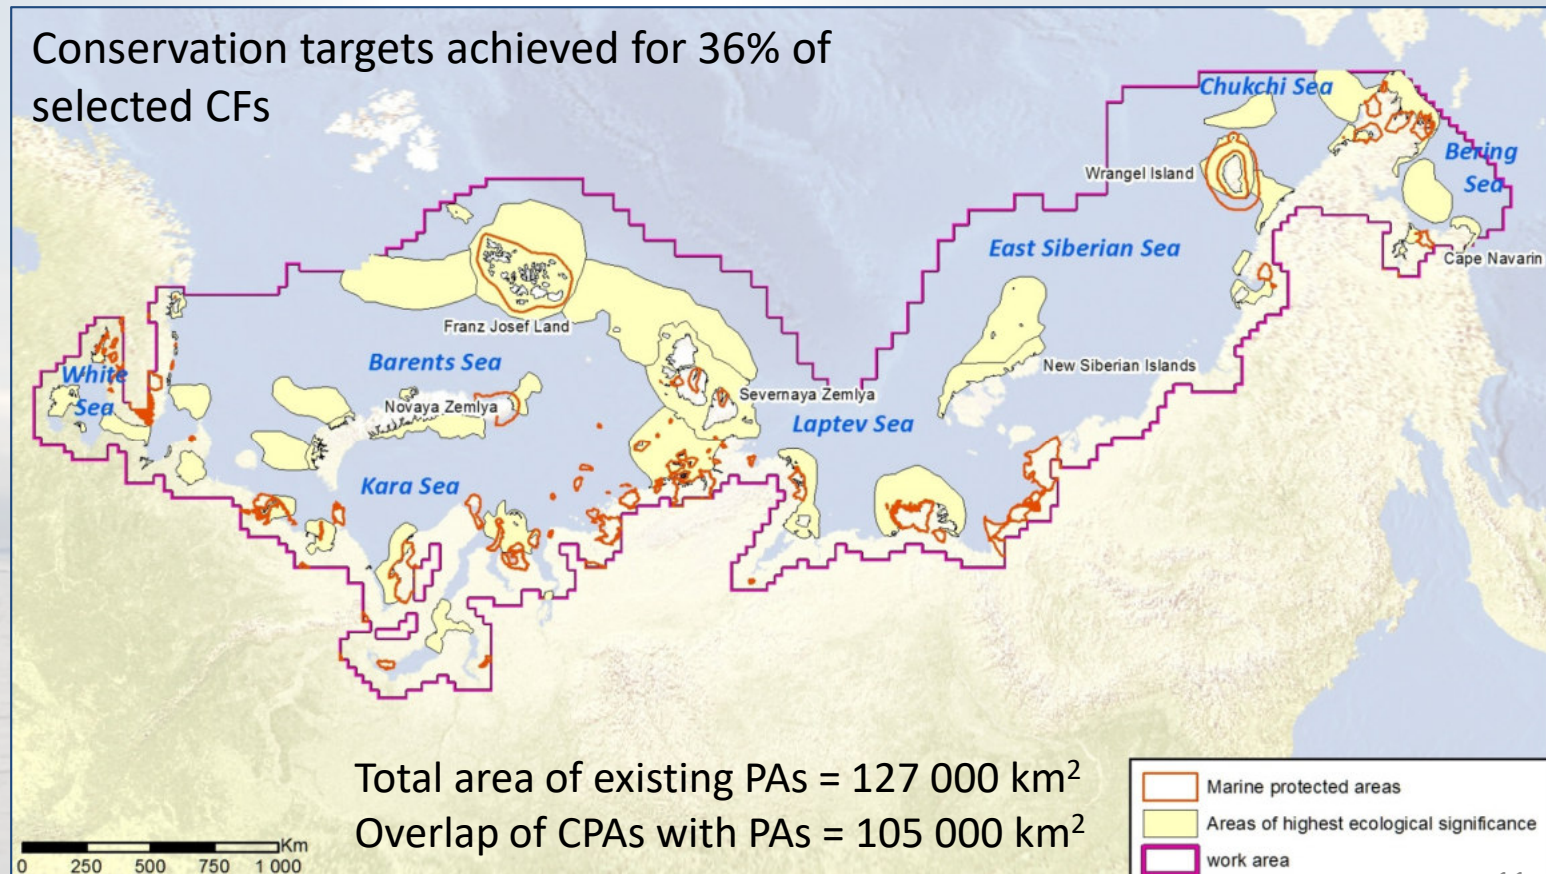 Conservation targets achieved for 36% of
selected CFs
Chukchi Sea
Bering
Sea
Wrangel Island
East Siberian Sea
Cape Navarin
Franz Josef Land
Barents Sea
White
Sea
New Siberian Islands
Severnaya Zemlya
Novaya Zemlya
Laptev Sea
Kara Sea
Total area of existing PAs = 127 000 km²
Overlap of CPAs with PAs = 105 000 km²
Marine protected areas
Areas of highest ecological significance
work area
Km
0 250 500 750 1 000